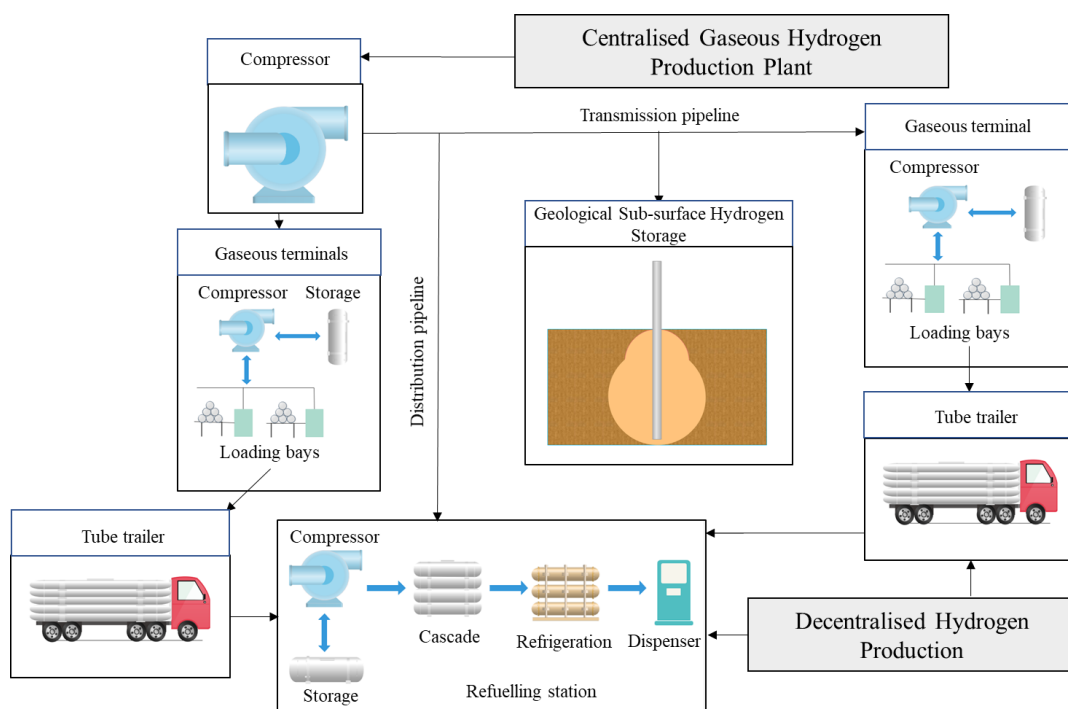 Centralised Gaseous Hydrogen
Production Plant
Compressor
Transmission pipeline
Gaseous terminal
Compressor
Loading bays
Geological Sub-surface Hydrogen
Storage
Gaseous terminals
Compressor
Storage
Loading bays
Distribution pipeline
Tube trailer
Tube trailer
Compressor
Cascade
Refrigeration
Dispenser
Storage
Refuelling station
Decentralised Hydrogen
Production